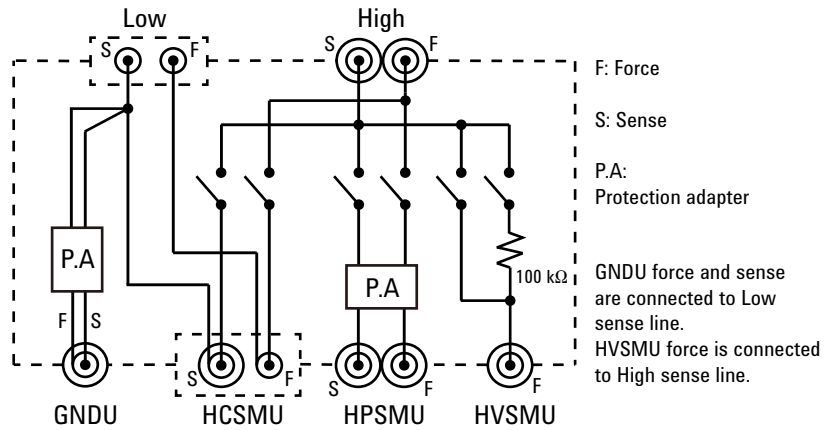 Low
High
S
F
S
F
F: Force
S: Sense
P.A:
Protection adapter
P.A
P.A
100 kΩ
GNDU force and sense
are connected to Low
sense line.
HVSMU force is connected
to High sense line.
F
S
S
F
S
F
F
GNDU
HCSMU
HPSMU
HVSMU